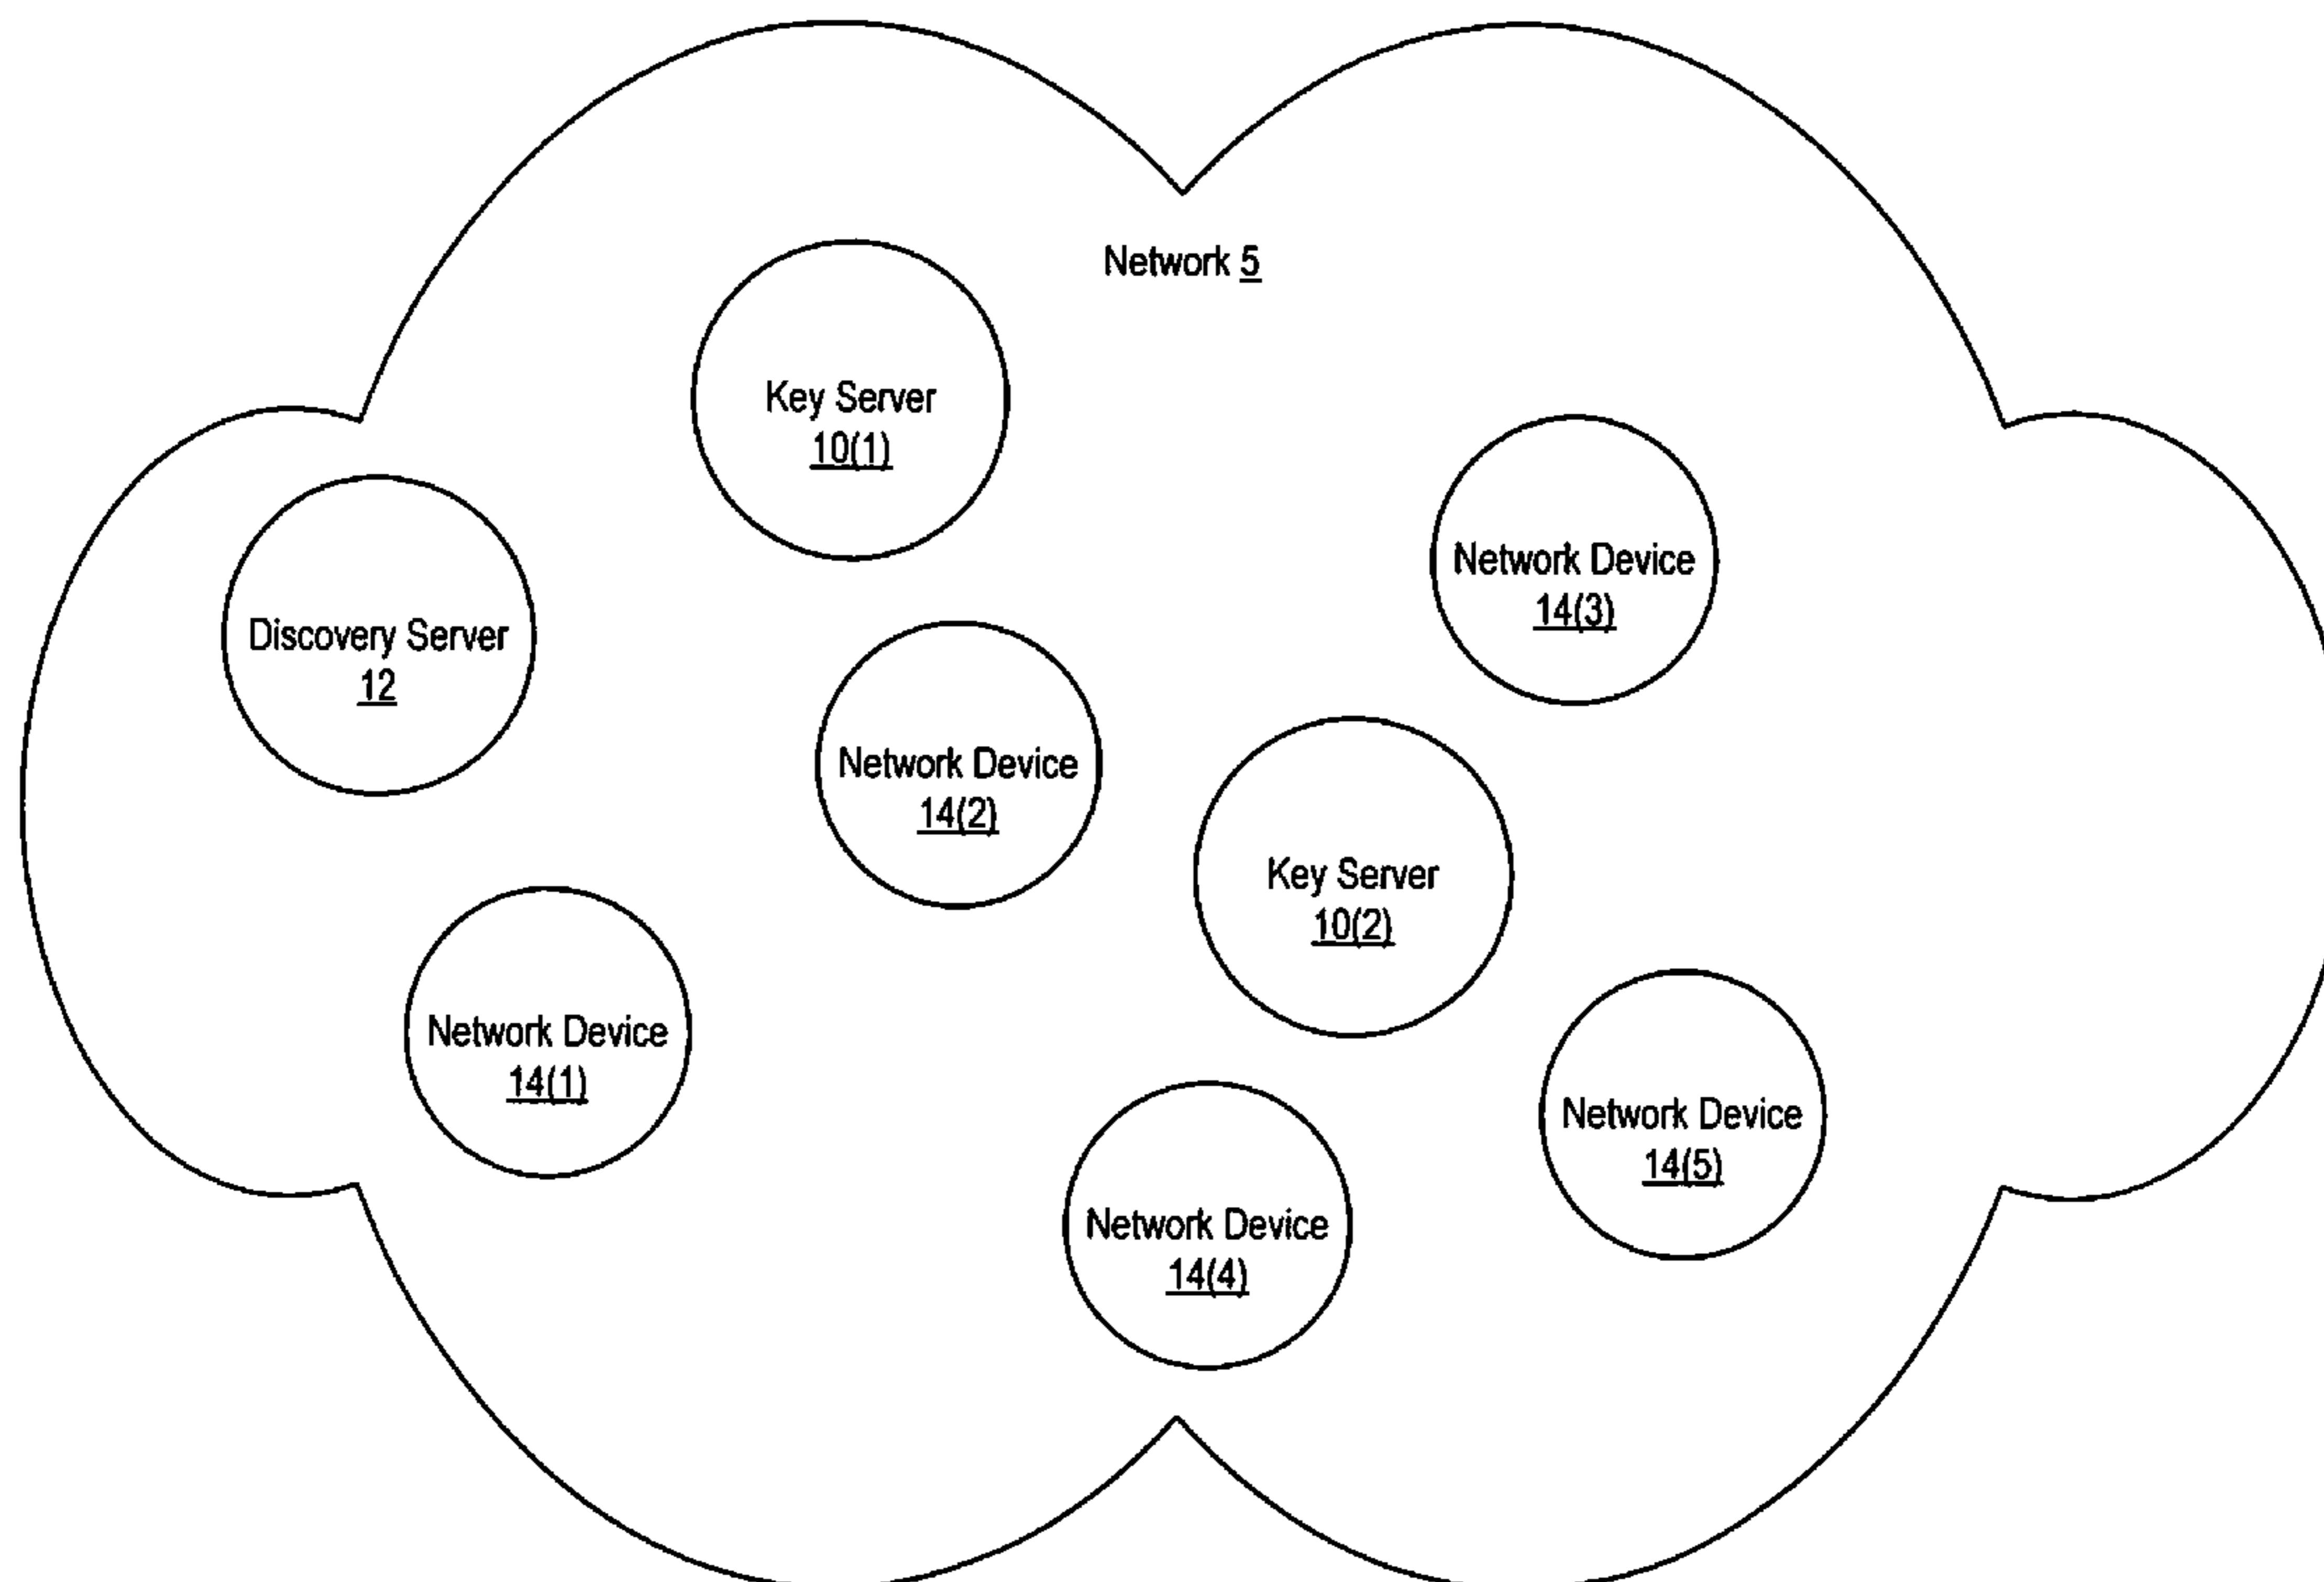 Network 5
Key Server
10(1)
Network Device
14(3)
Discovery Server
12
Network Device
14(2)
Key Server
10(2)
Network Device
14(1)
Network Device
14(5)
Network Device
14(4)